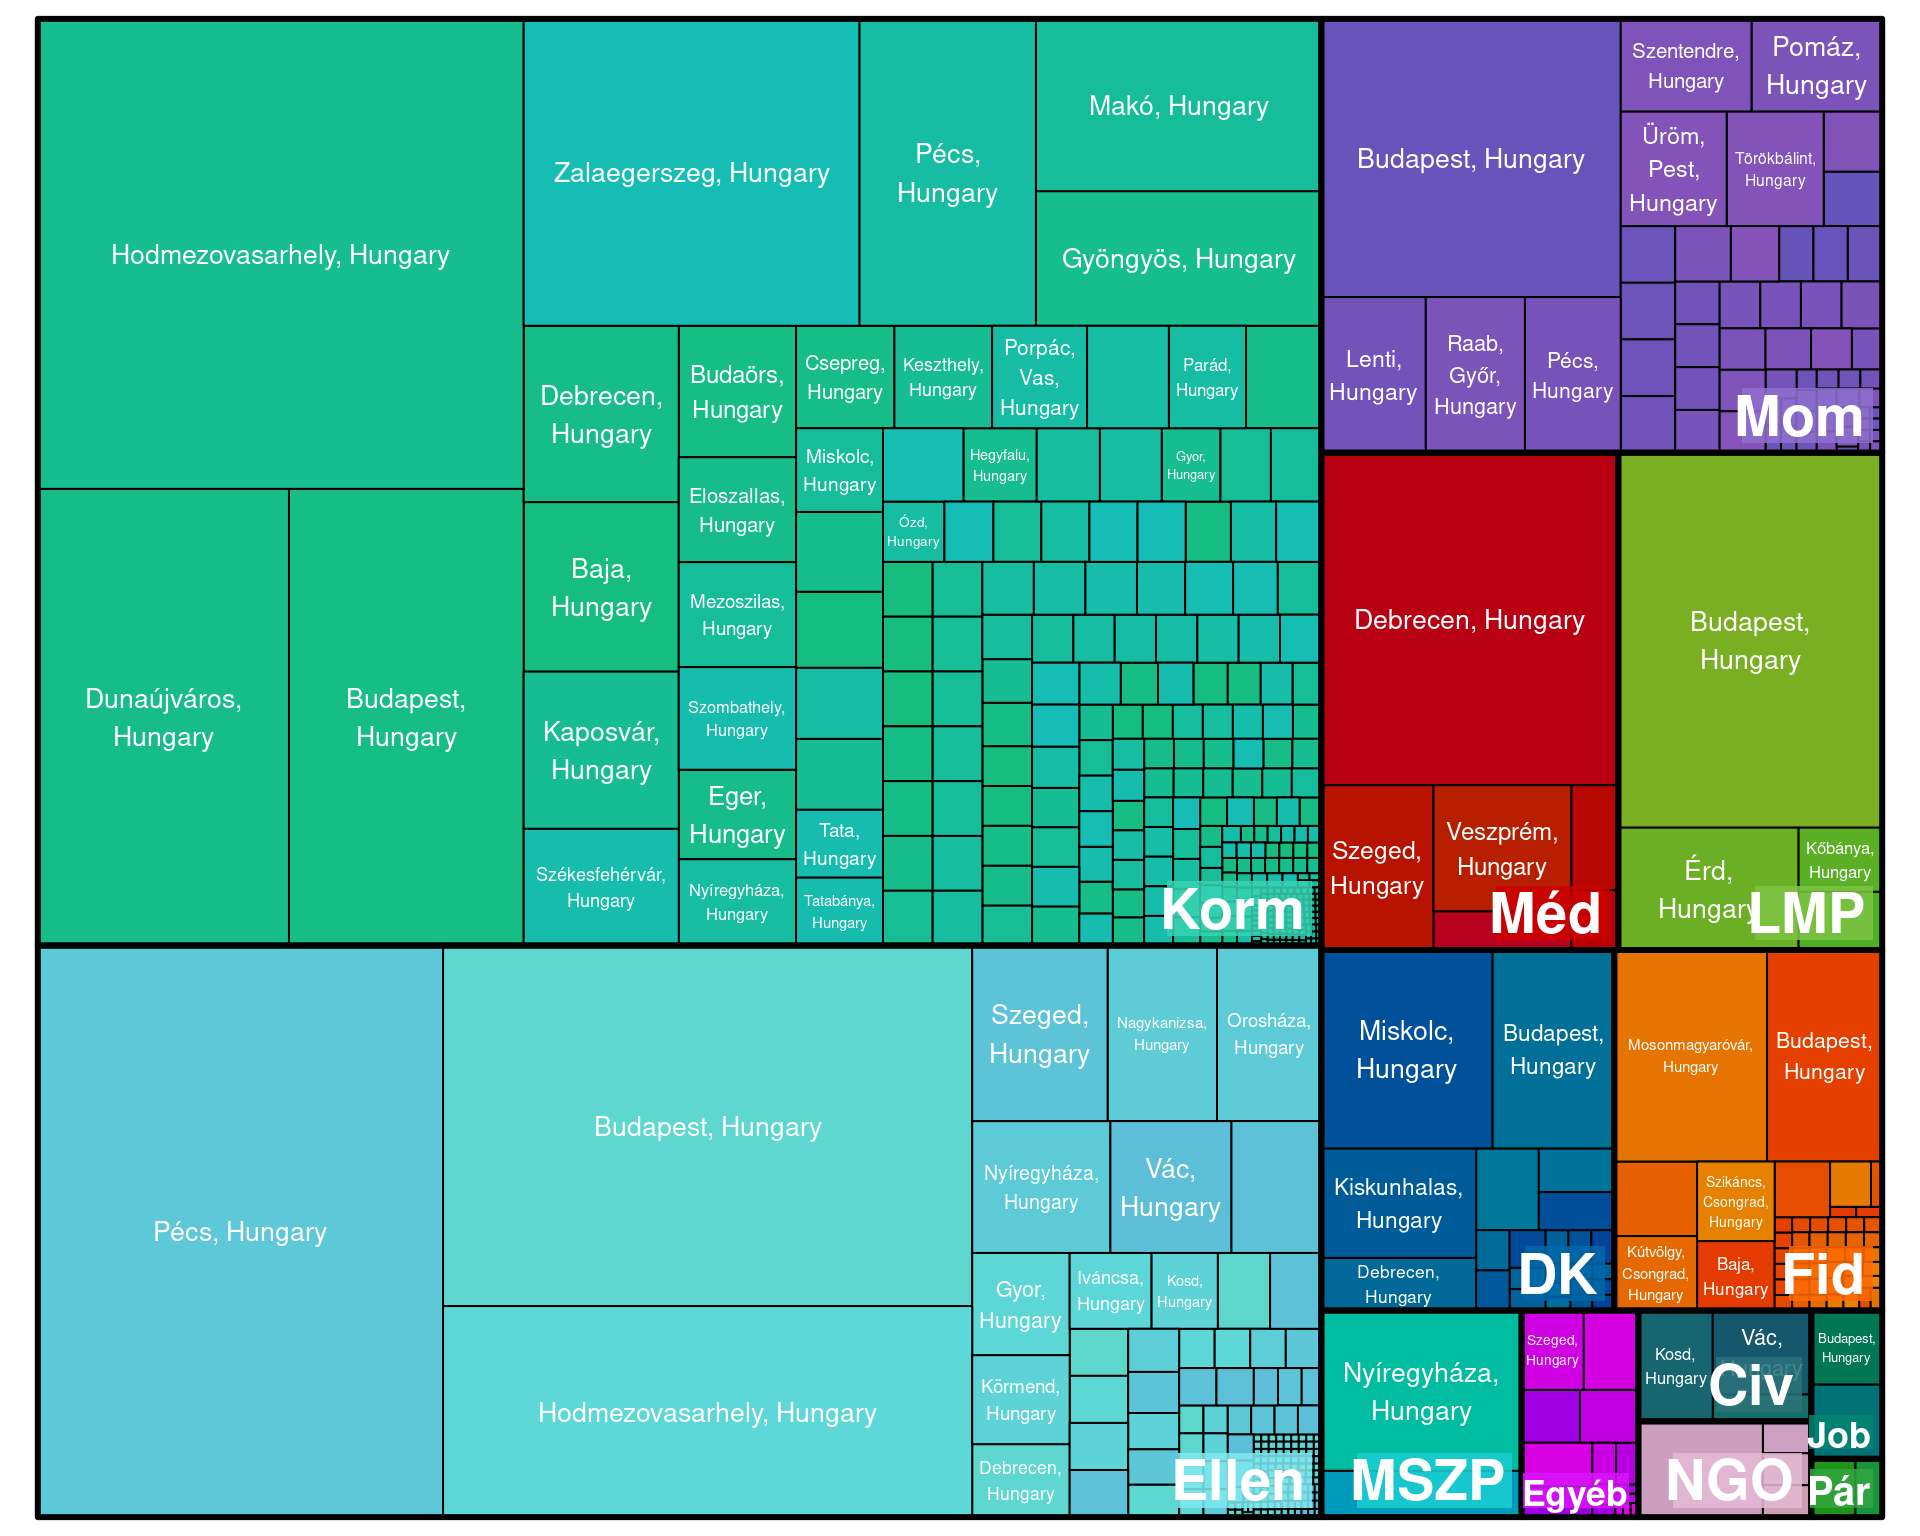 Hodmezovasarhely, Hungary
Dunaújváros,
Hungary
Budapest,
Hungary
Zalaegerszeg, Hungary
Pécs,
Hungary
Makó, Hungary
Gyöngyös, Hungary
Debrecen,
Hungary
Baja,
Hungary
Kaposvár,
Hungary
Székesfehérvár,
Hungary
Budaörs,
Hungary
Eloszallas,
Hungary
Mezoszilas,
Hungary
Szombathely,
Hungary
Eger,
Hungary
Nyíregyháza,
Hungary
Csepreg,
Hungary
Keszthely,
Hungary
Porpác,
Vas,
Hungary
Parád,
Hungary
Miskolc,
Hungary
Hegyfalu,
Hungary
Gyor,
Hungary
Ózd,
Hungary
Tata,
Hungary
Tatabánya,
Hungary
Korm
Budapest, Hungary
Szentendre,
Hungary
Pomáz,
Hungary
Üröm,
Pest,
Hungary
Törökbálint,
Hungary
Lenti,
Hungary
Raab,
Győr,
Hungary
Pécs,
Hungary
Mom
Debrecen, Hungary
Szeged,
Hungary
Veszprém,
Hungary
Méd
Budapest,
Hungary
Érd,
Hungary
Kőbánya,
Hungary
LMP
Pécs, Hungary
Budapest, Hungary
Hodmezovasarhely, Hungary
Szeged,
Hungary
Nagykanizsa,
Hungary
Orosháza,
Hungary
Nyíregyháza,
Hungary
Vác,
Hungary
Gyor,
Hungary
Iváncsa,
Hungary
Kosd,
Hungary
Körmend,
Hungary
Debrecen,
Hungary
Ellen
Miskolc,
Hungary
Budapest,
Hungary
Kiskunhalas,
Hungary
Debrecen,
Hungary
DK
Mosonmagyaróvár,
Hungary
Budapest,
Hungary
Szikáncs,
Csongrad,
Hungary
Kútvölgy,
Csongrad,
Hungary
Baja,
Hungary
Fid
Nyíregyháza,
Hungary
MSZP
Szeged,
Hungary
Egyéb
Kosd,
Hungary
Vác,
Hungary
Civ
Budapest,
Hungary
Job
NGO
Pár